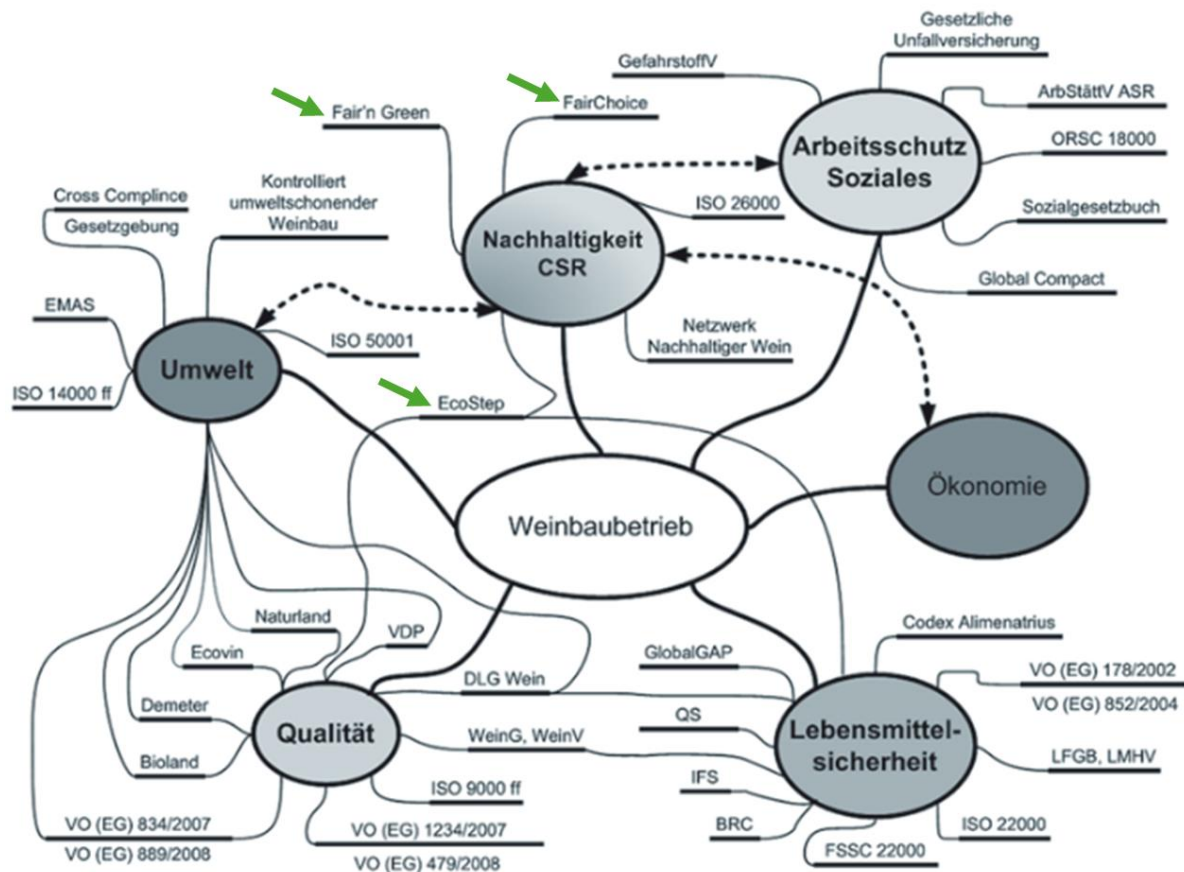 Gesetzliche
Unfallversicherung
GefahrstoffV
Fair'n Green
FairChoice
ArbStättV ASR
Arbeitsschutz
Soziales
ORSC 18000
Cross Complince
Gesetzgebung
Kontrolliert
umweltschonender
Weinbau
ISO 26000
Sozialgesetzbuch
Nachhaltigkeit
CSR
Global Compact
EMAS
ISO 50001
Netzwerk
Nachhaltiger Wein
Umwelt
ISO 14000 ff
EcoStep
Ökonomie
Weinbaubetrieb
Naturland
VDP
Codex Alimenatrius
Ecovin
GlobalGAP
DLG Wein
VO (EG) 178/2002
VO (EG) 852/2004
Demeter
Qualität
QS
Lebensmittel-
sicherheit
WeinG, WeinV
Bioland
LFGB, LMHV
IFS
ISO 9000 ff
VO (EG) 834/2007
VO (EG) 889/2008
VO (EG) 1234/2007
VO (EG) 479/2008
BRC
FSSC 22000
ISO 22000